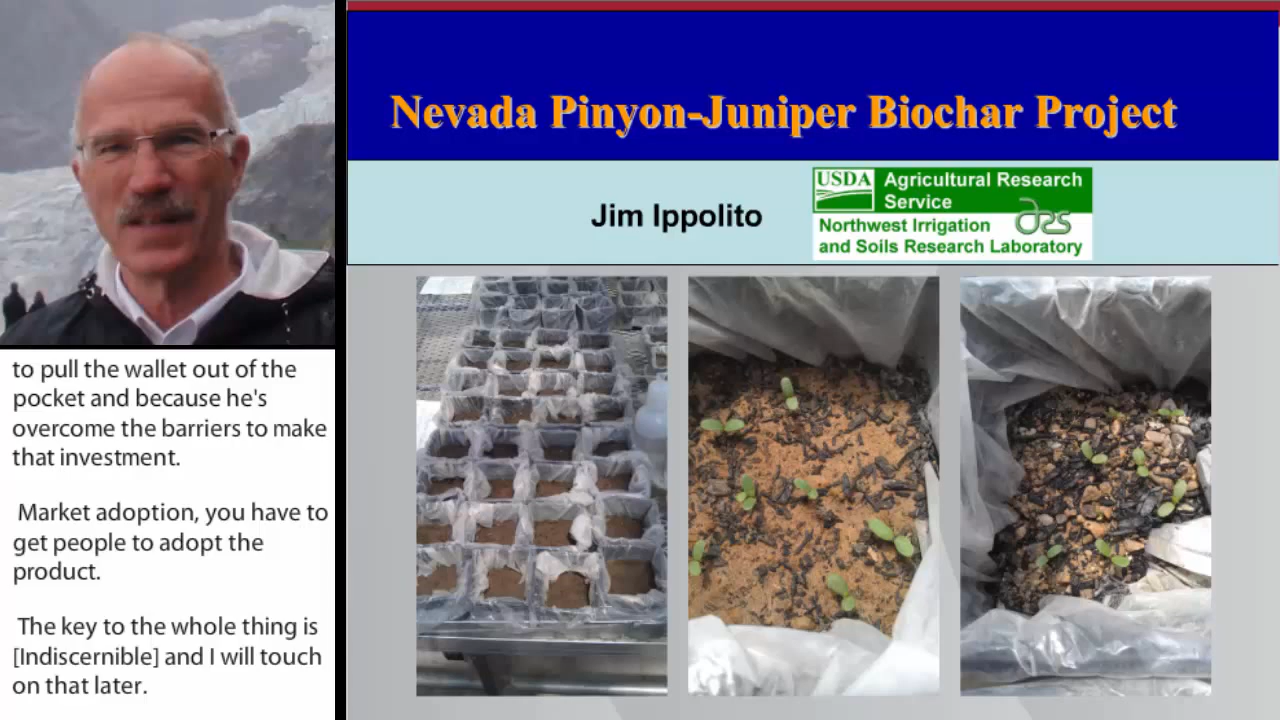 to pull the wallet out of the
pocket and because he's
overcome the barriers to make
that investment.
Market adoption, you have to
get people to adopt the
product.
The key to the whole thing is
[Indiscernible] and I will touch
on that later.
Nevada Pinyon-Juniper Biochar Project
Jim Ippolito
USDA
Agricultural Research
Service
ars
Northwest Irrigation
and Soils Research Laboratory